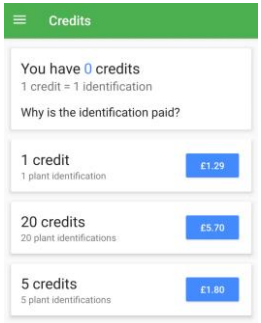 Credits
You have 0 credits
1 credit = 1 identification
Why is the identification paid?
1 credit
1 plant identification
£1.29
20 credits
20 plant identifications
£5.70
5 credits
5 plant identifications
£1.80